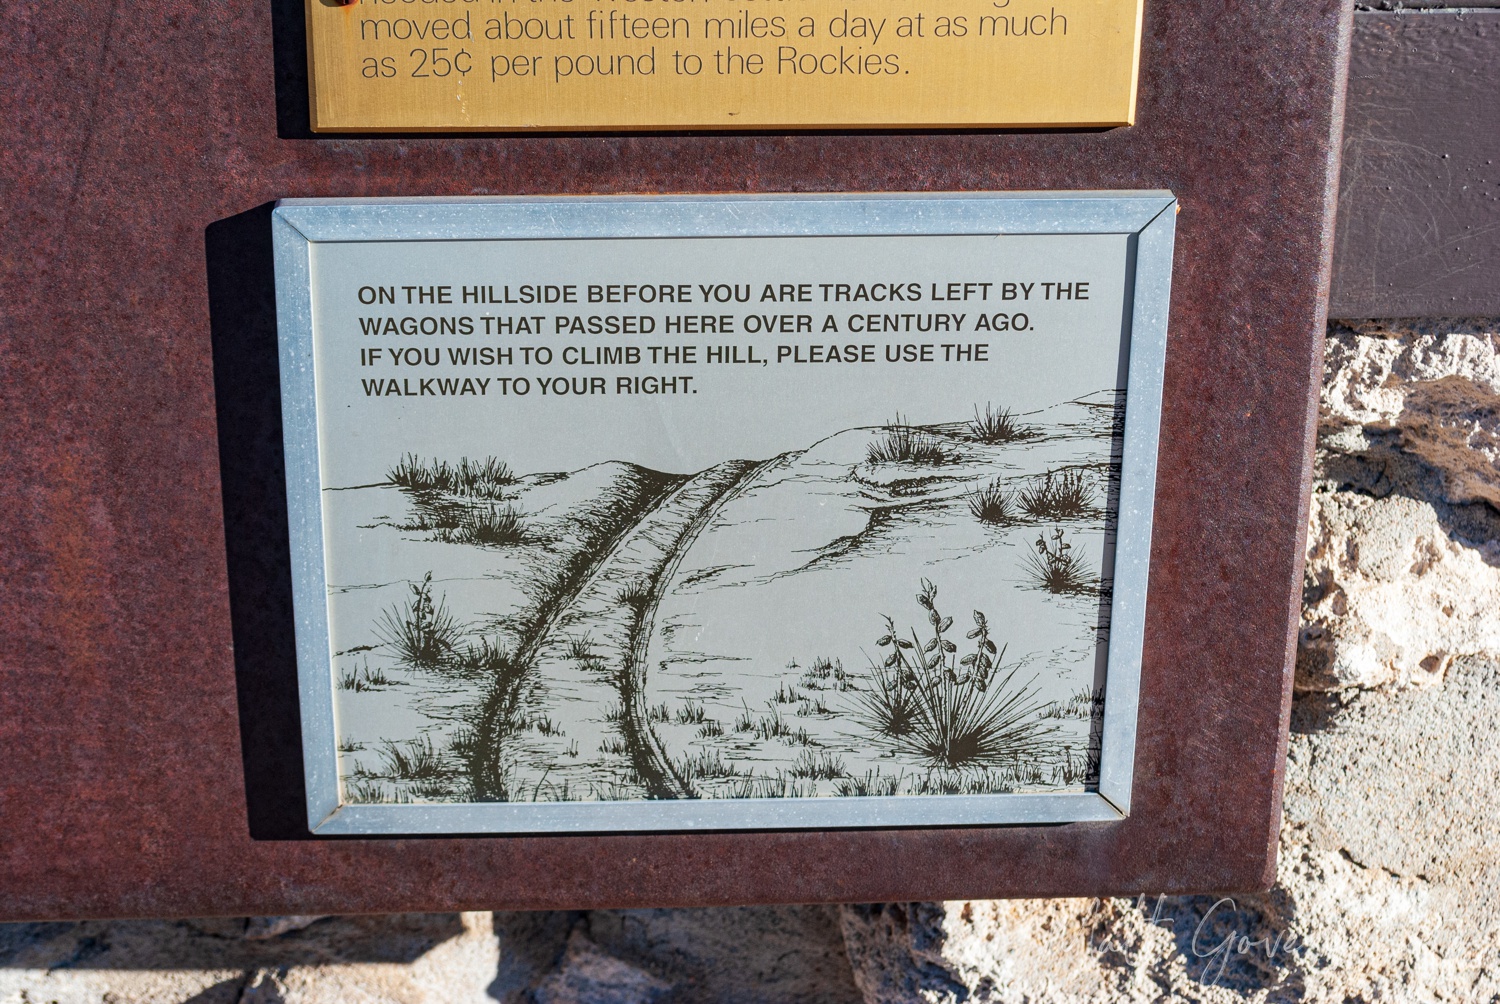 in the
moved about fifteen miles a day at as much
as 25¢ per pound to the Rockies.
ON THE HILLSIDE BEFORE YOU ARE TRACKS LEFT BY THE
WAGONS THAT PASSED HERE OVER A CENTURY AGO.
IF YOU WISH TO CLIMB THE HILL, PLEASE USE THE
WALKWAY TO YOUR RIGHT.